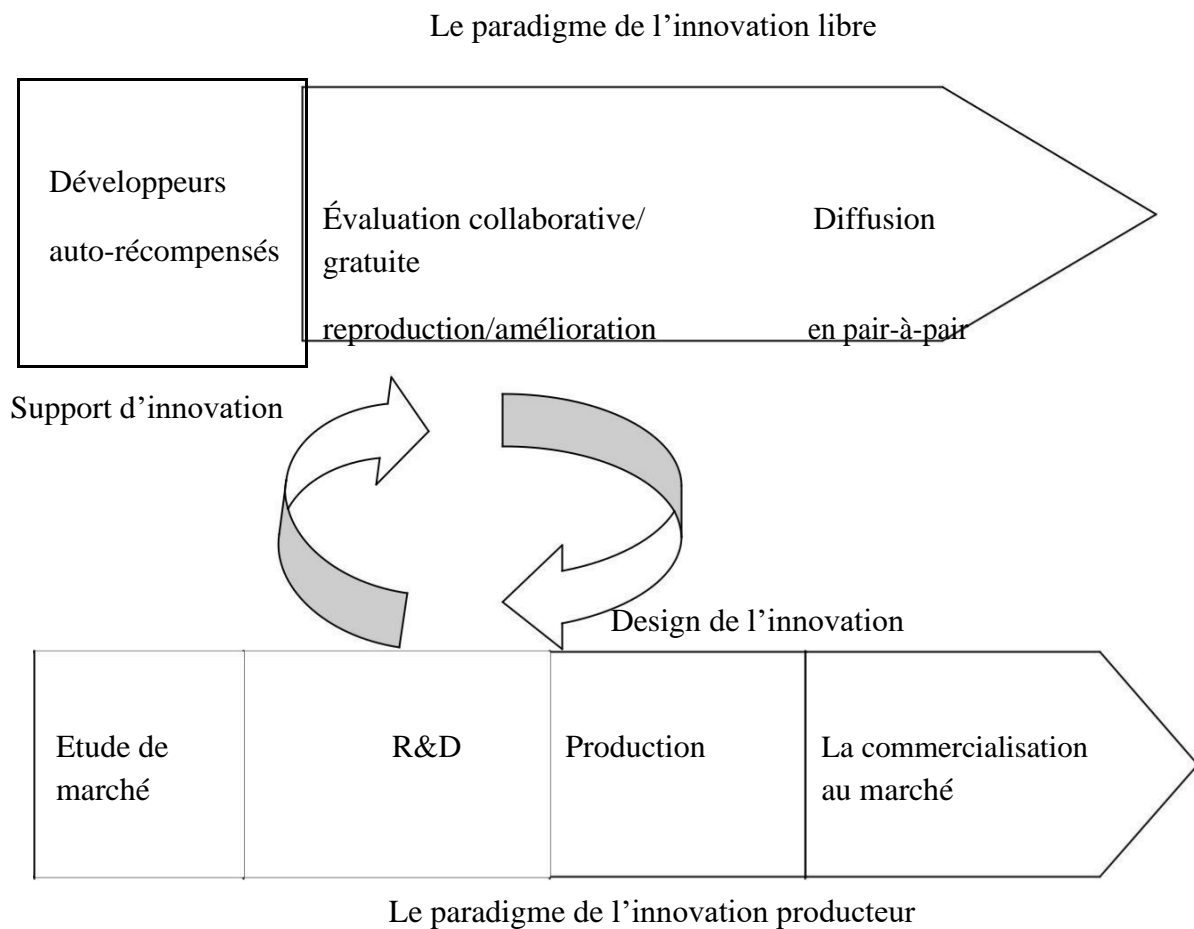 Le paradigme de l’innovation libre
Développeurs
auto-récompensés
Évaluation collaborative/
gratuite
reproduction/amélioration
Diffusion
en pair-à-pair
Support d’innovation
Design de l’innovation
Etude de
marché
R&D
Production
La commercialisation
au marché
Le paradigme de l’innovation producteur